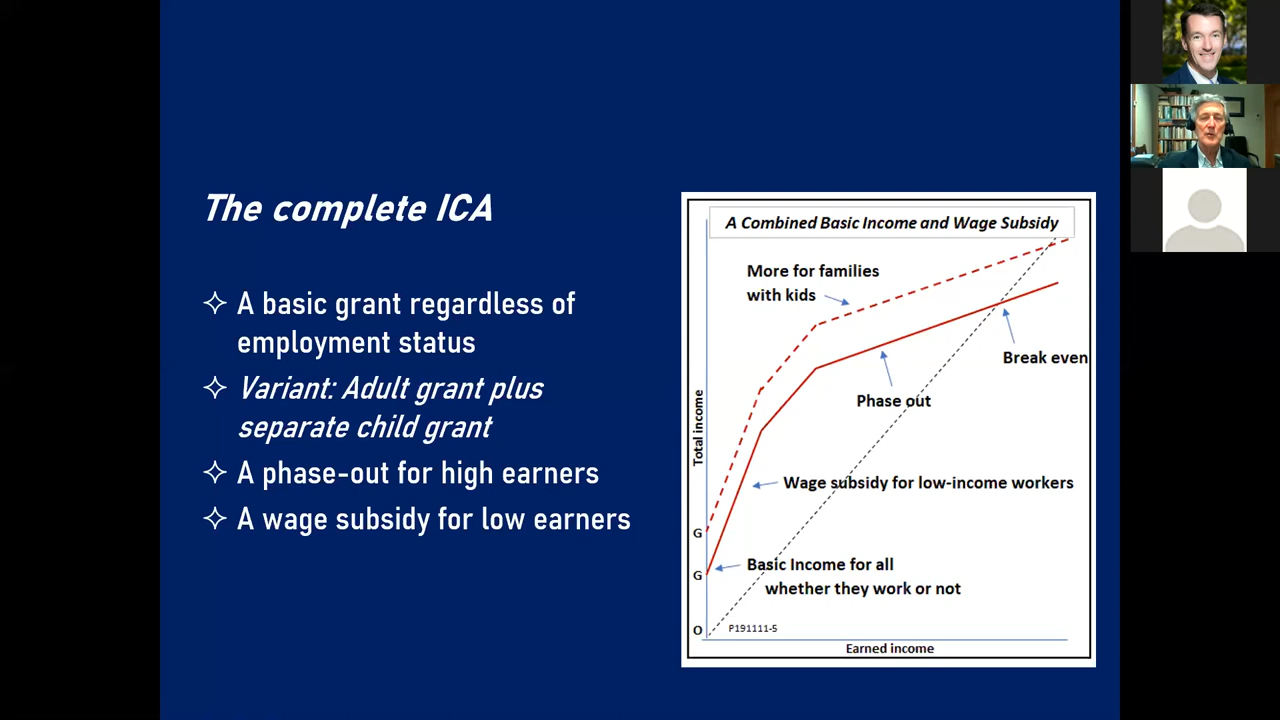 The complete ICA
✧ A basic grant regardless of
employment status
✧ Variant: Adult grant plus
separate child grant
✧ A phase-out for high earners
✧ A wage subsidy for low earners
A Combined Basic Income and Wage Subsidy
More for families
with kids
Break even
Phase out
Total income
Wage subsidy for low-income workers
G
Basic Income for all
G
whether they work or not
O
P191111-5
Earned income